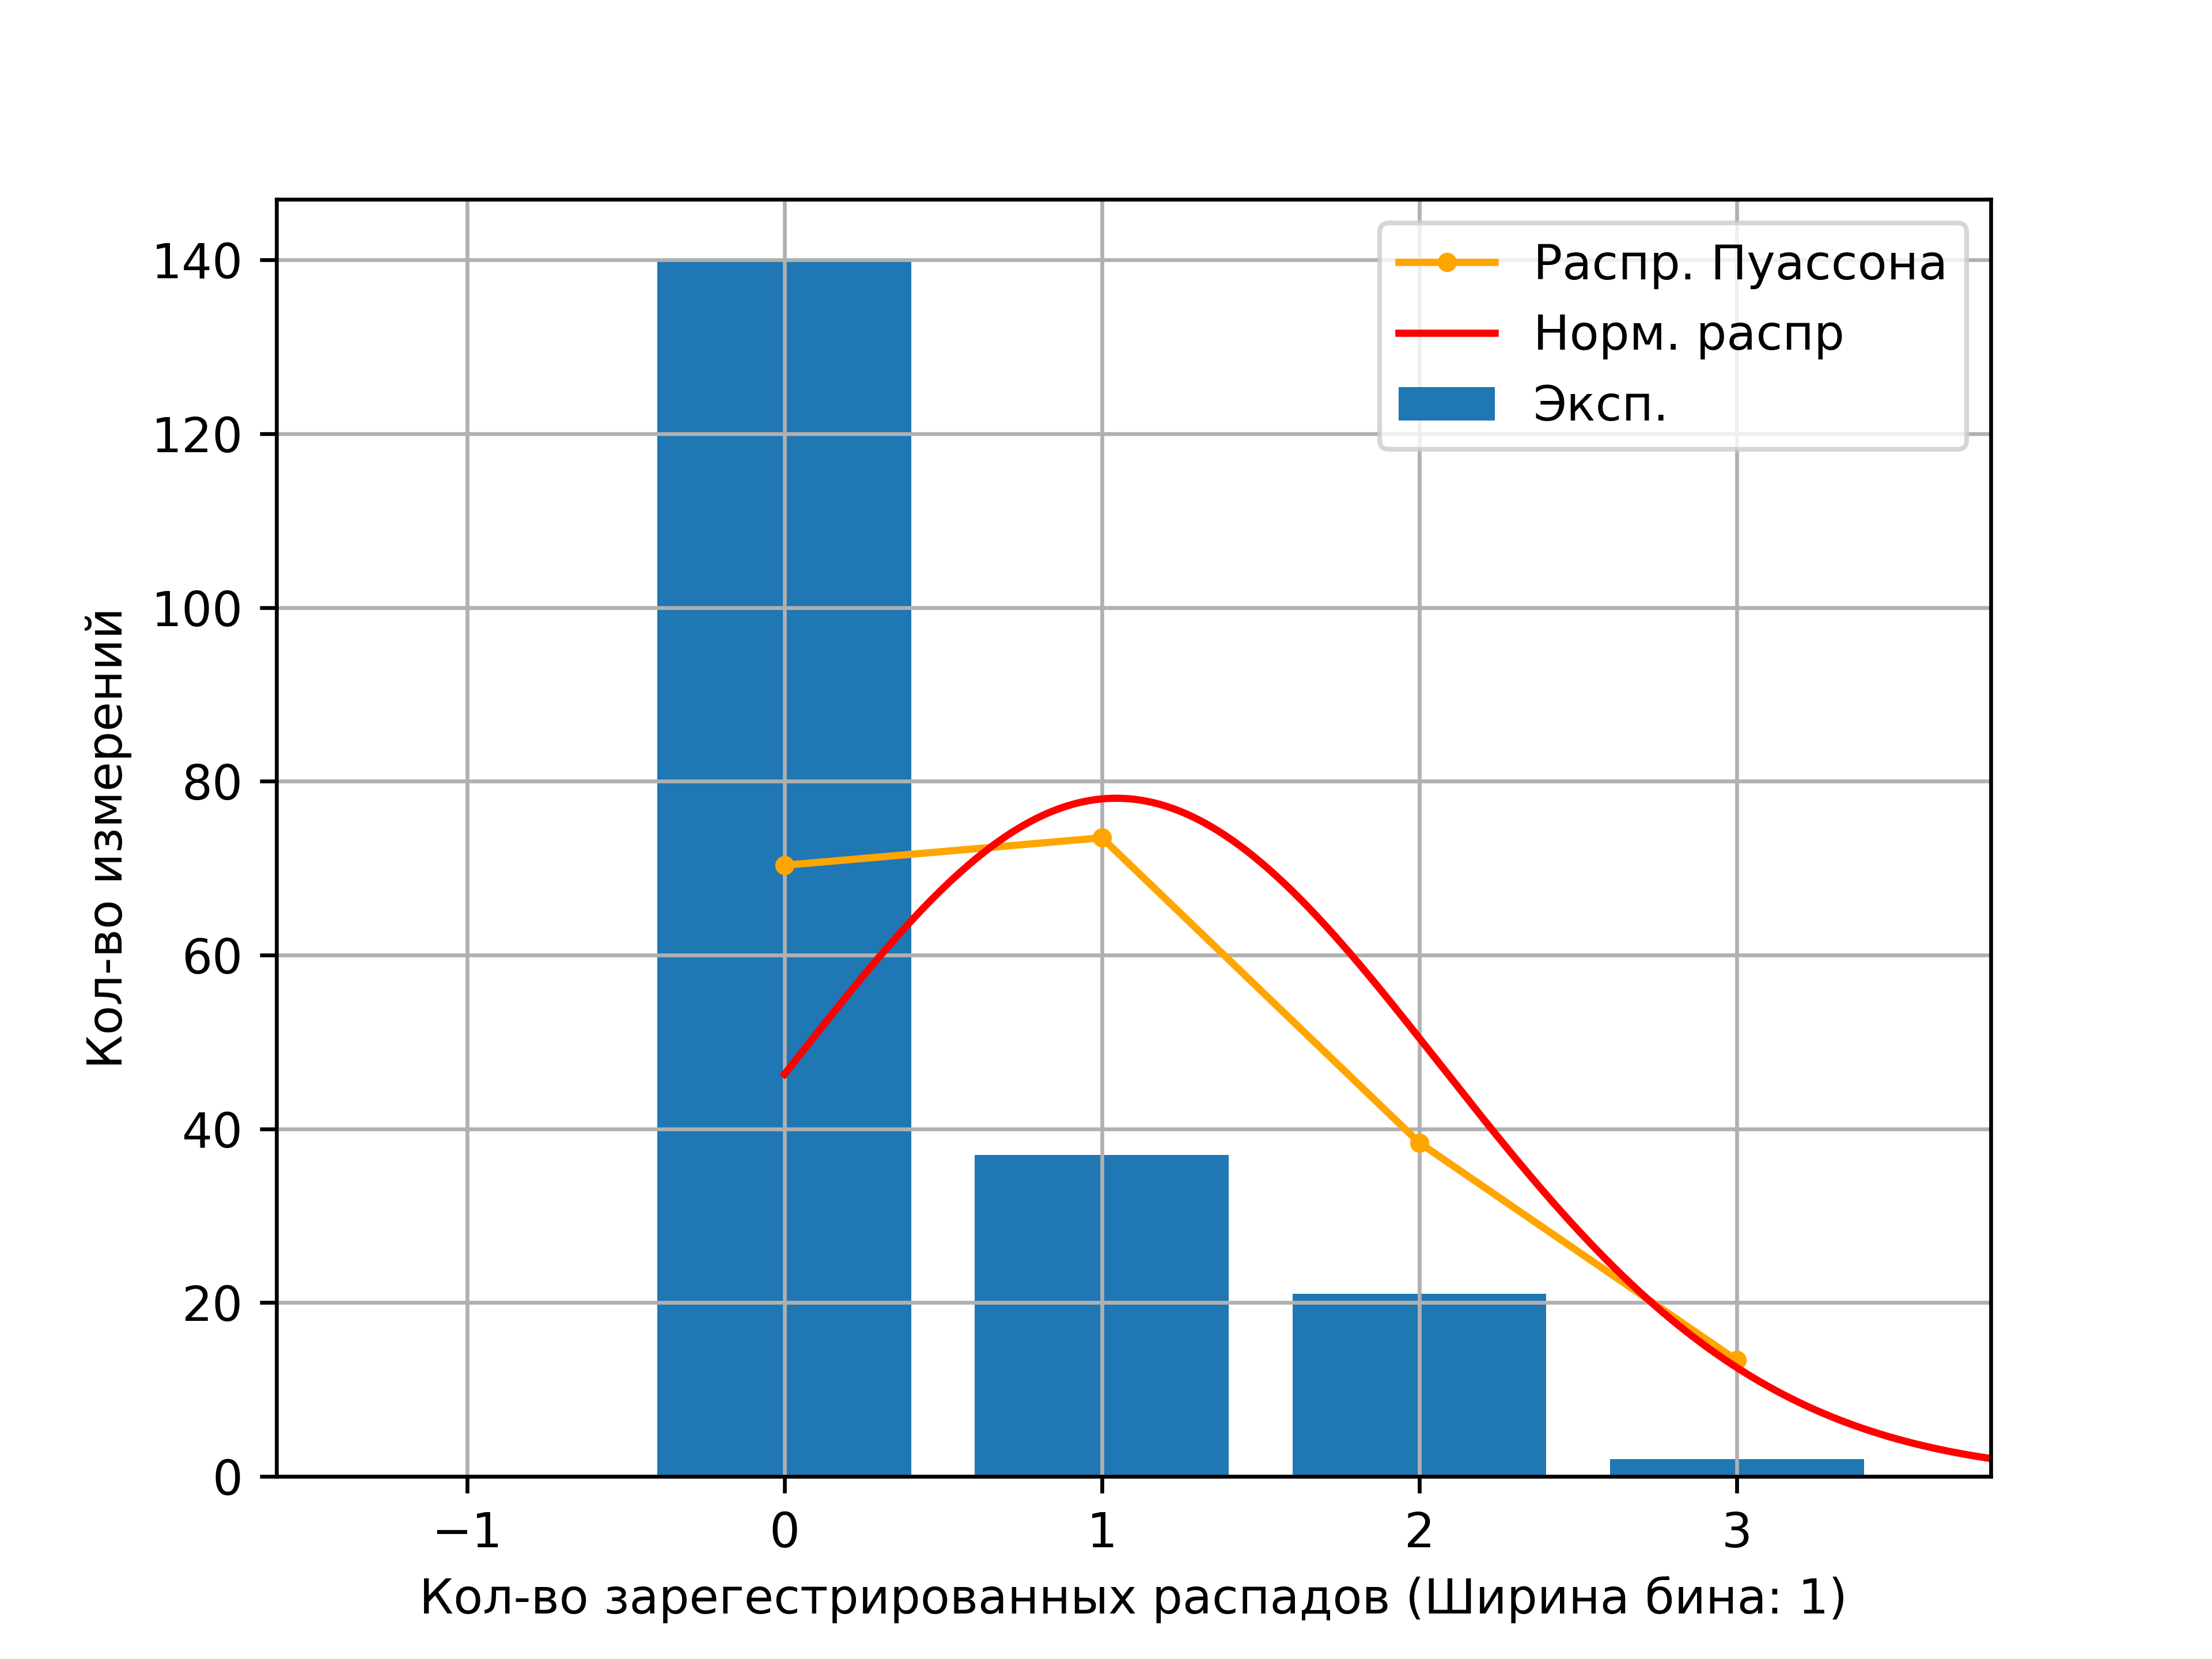 Распр. Пуассона
Норм. распр
Эксп.
Кол-во измерений
140
120
100
80
60
40
20
0
−1 0 1 2 3
Кол-во зарегестрированных распадов (Ширина бина: 1)